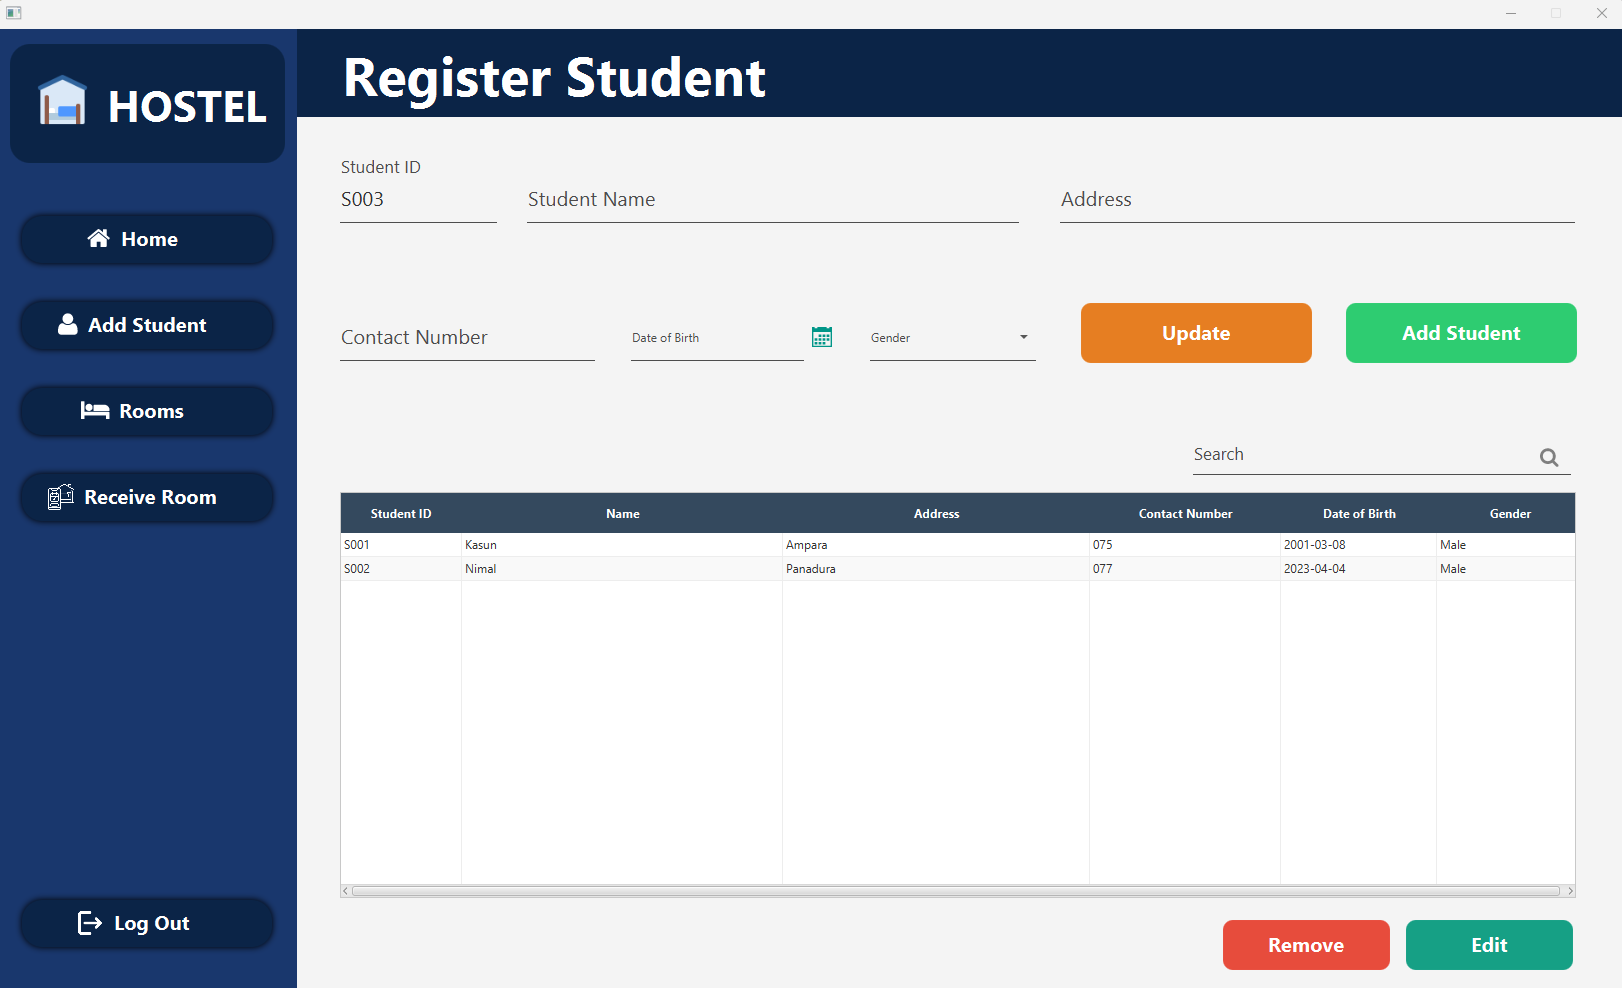 HOSTEL
Register Student
Home
Add Student
Rooms
Receive Room
Log Out
Student ID
S003 Student Name Address
Contact Number Date of Birth Gender Update Add Student
Search
Student ID Name Address Contact Number Date of Birth Gender
S001 Kasun Ampara 075 2001-03-08 Male
S002 Nimal Panadura 077 2023-04-04 Male
Remove Edit